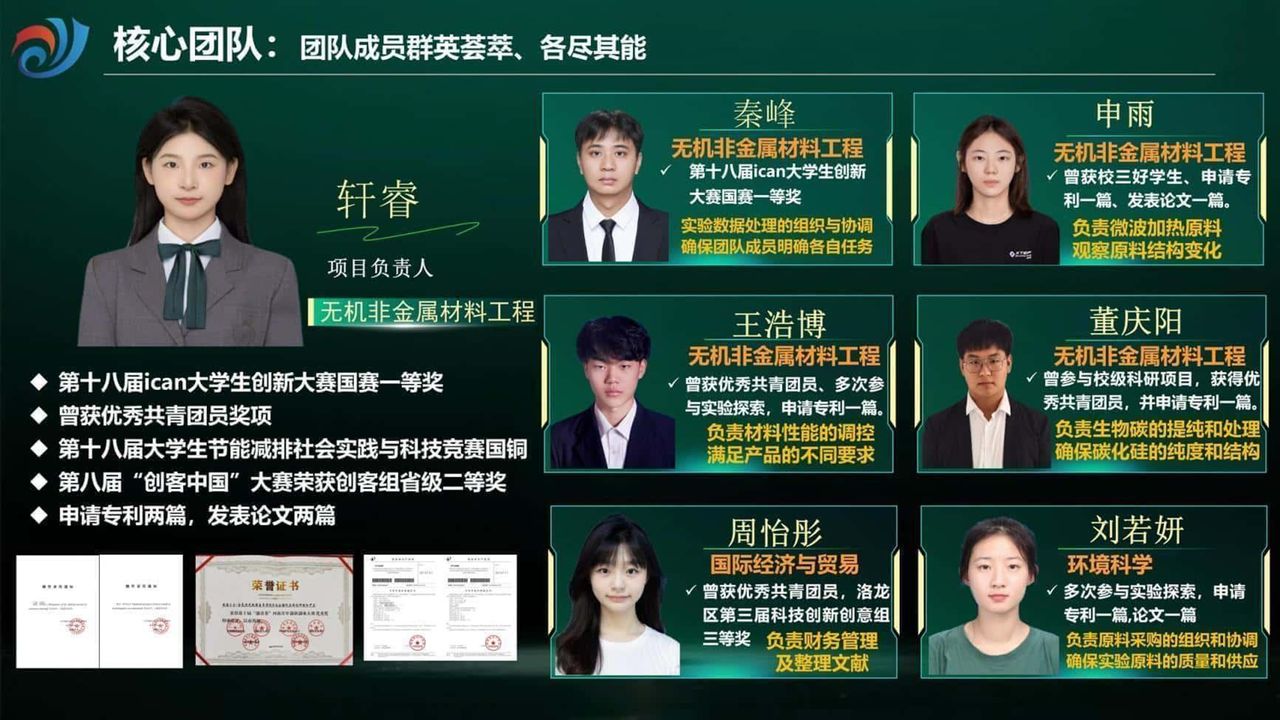 核心团队：团队成员群英荟萃、各尽其能
轩睿
项目负责人
无机非金属材料工程
◆ 第十八届ican大学生创新大赛国赛一等奖
◆ 曾获优秀共青团员奖项
◆ 第十八届大学生节能减排社会实践与科技竞赛国铜
◆ 第八届“创客中国”大赛荣获创客组省级二等奖
◆ 申请专利两篇，发表论文两篇
荣誉证书
秦峰
无机非金属材料工程
✓ 第十八届ican大学生创新
大赛国赛一等奖
实验数据处理的组织与协调
确保团队成员明确各自任务
申雨
无机非金属材料工程
✓ 曾获校三好学生、申请专
利一篇、发表论文一篇。
负责微波加热原料
观察原料结构变化
王浩博
无机非金属材料工程
✓ 曾获优秀共青团员、多次参
与实验探索，申请专利一篇。
负责材料性能的调控
满足产品的不同要求
董庆阳
无机非金属材料工程
✓ 曾参与校级科研项目，获得优
秀共青团员，并申请专利一篇。
负责生物碳的提纯和处理
确保碳化硅的纯度和结构
周怡彤
国际经济与贸易
✓ 曾获优秀共青团员，洛龙
区第三届科技创新创意组
三等奖
负责财务管理
及整理文献
刘若妍
环境科学
✓ 多次参与实验探索，申请
专利一篇,论文一篇
负责原料采购的组织和协调
确保实验原料的质量和供应